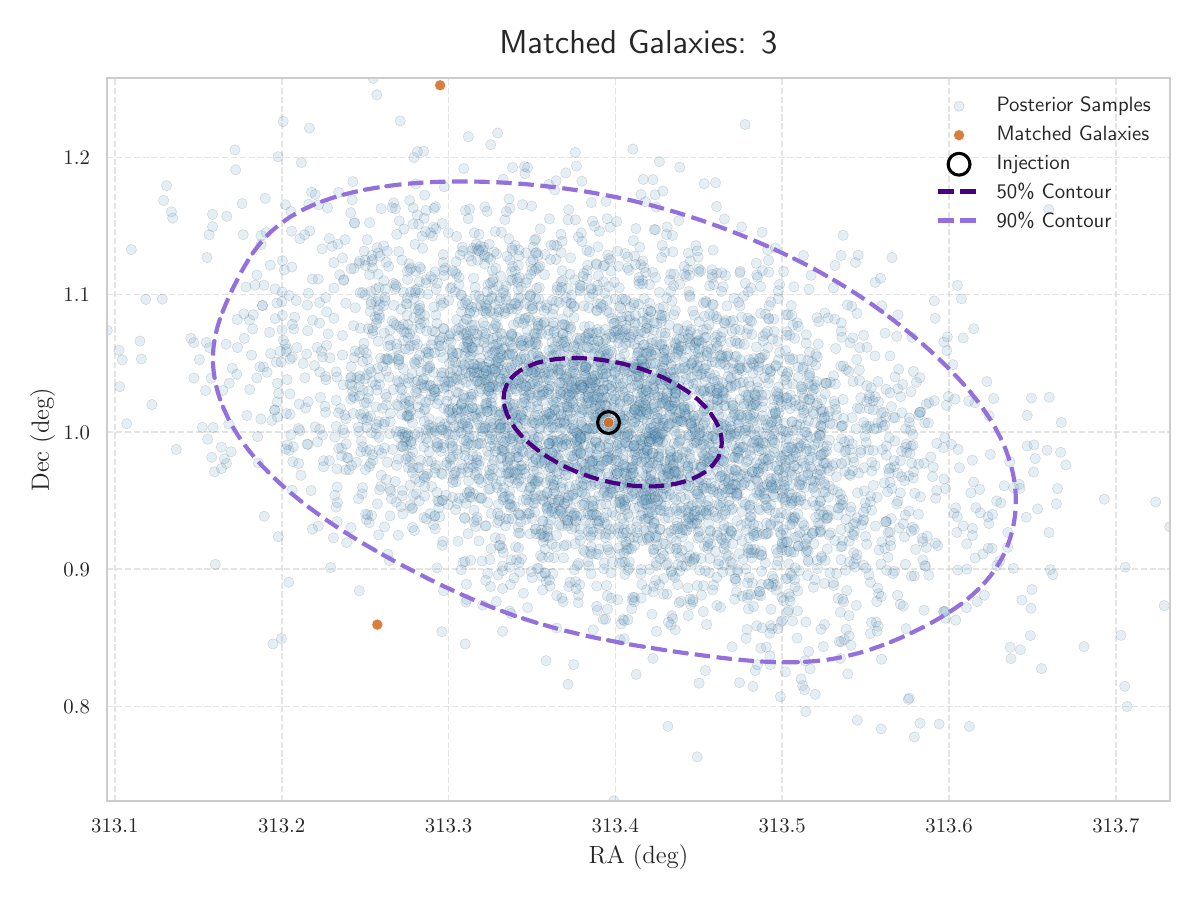 Matched Galaxies: 3
Posterior Samples
Matched Galaxies
Injection
50% Contour
90% Contour
1.2
1.1
1.0
0.9
0.8
Dec (deg)
313.1 313.2 313.3 313.4 313.5 313.6 313.7
RA (deg)